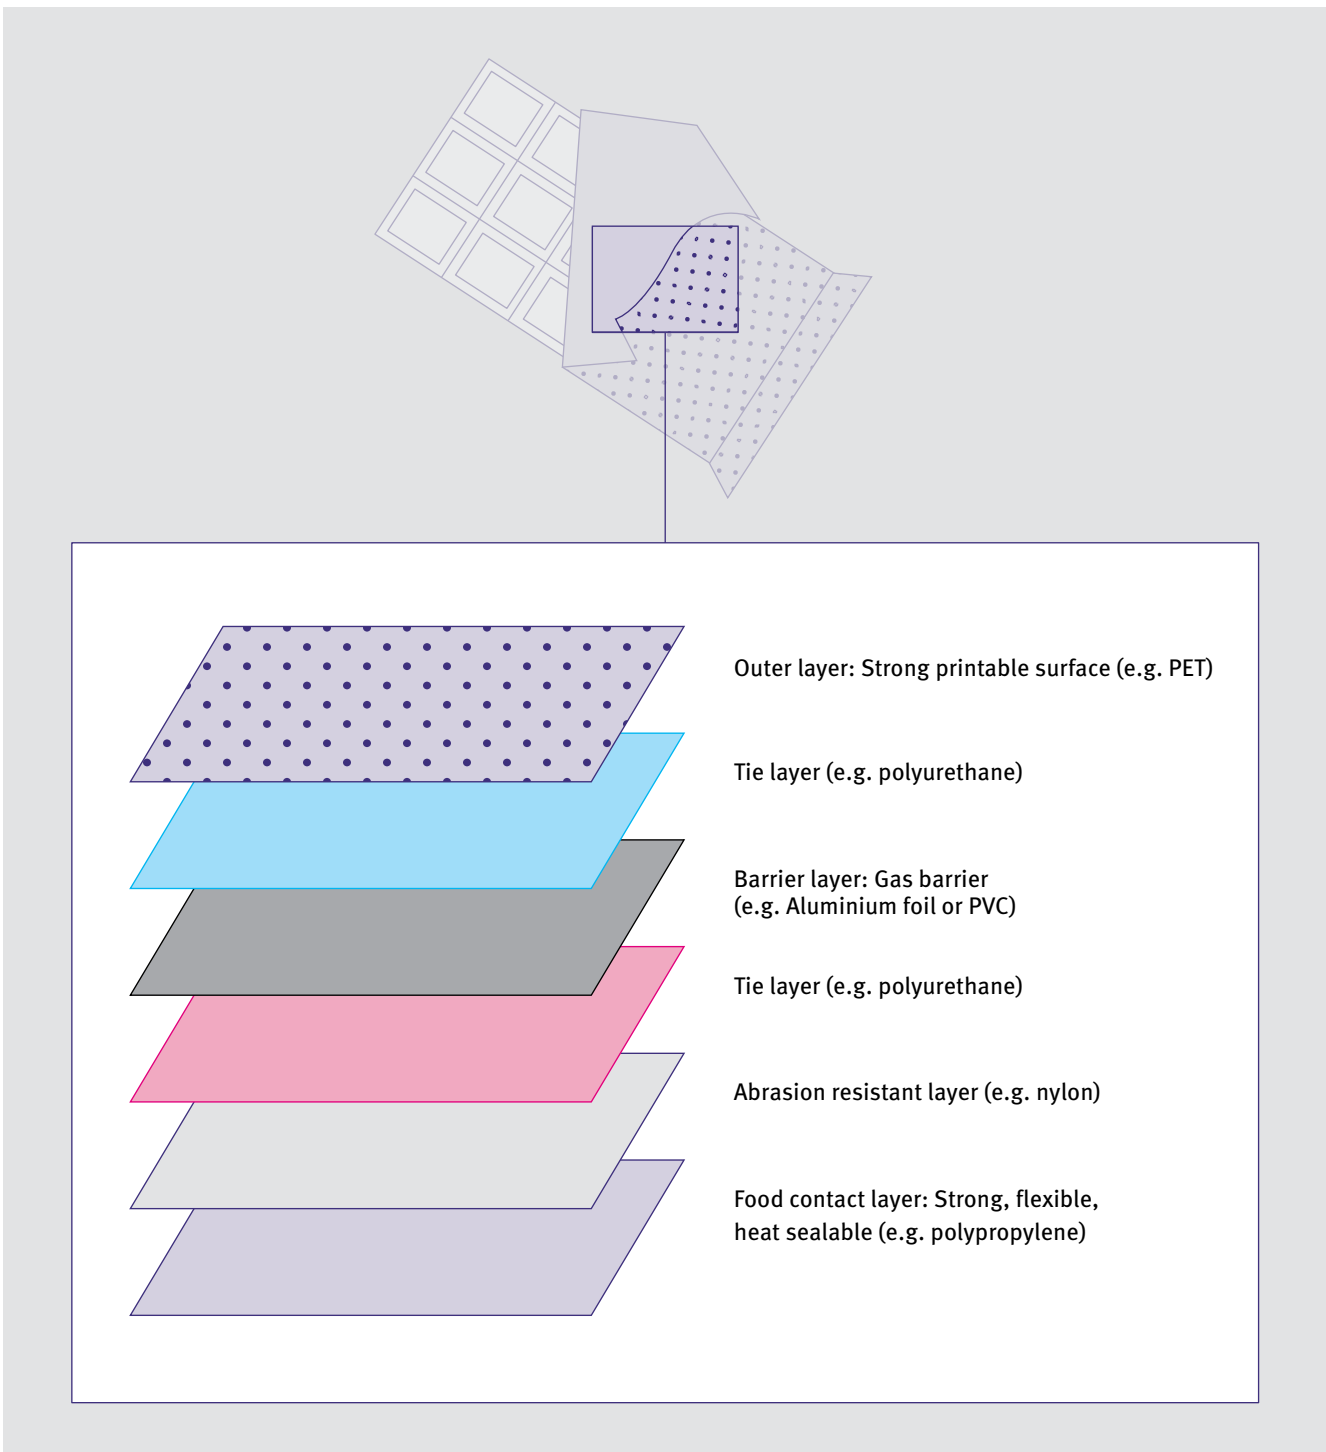 Outer layer: Strong printable surface (e.g. PET)
Tie layer (e.g. polyurethane)
Barrier layer: Gas barrier
(e.g. Aluminium foil or PVC)
Tie layer (e.g. polyurethane)
Abrasion resistant layer (e.g. nylon)
Food contact layer: Strong, flexible,
heat sealable (e.g. polypropylene)